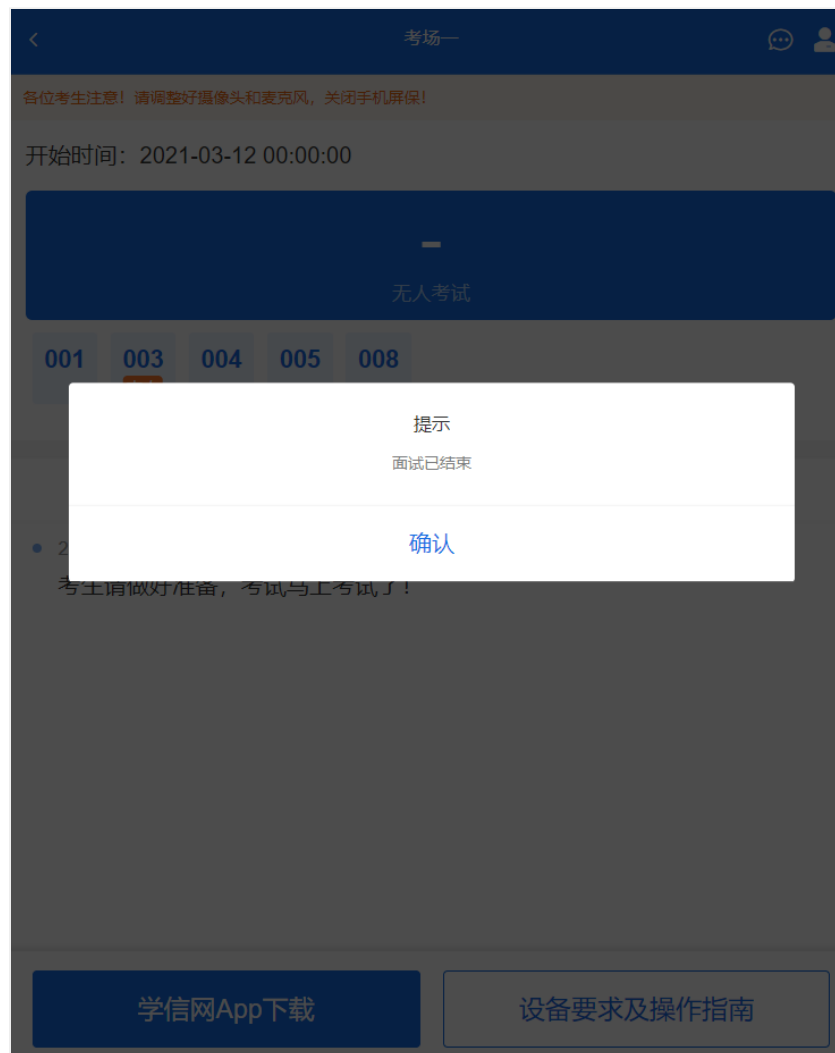 考场一
各位考生注意！请调整好摄像头和麦克风，关闭手机屏保！
开始时间：2021-03-12 00:00:00
-
无人考试
001 003 004 005 008
提示
面试已结束
确认
2
考生请做好准备，考试马上考试了！
学信网App下载
设备要求及操作指南